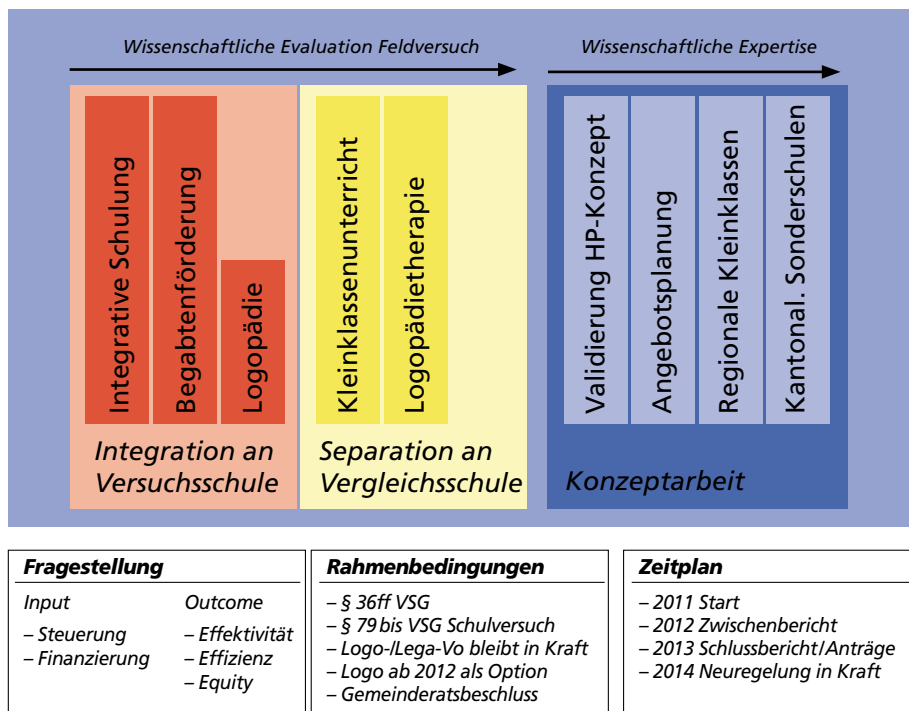 Wissenschaftliche Evaluation Feldversuch
Wissenschaftliche Expertise
Integrative Schulung
Begabtenförderung
Logopädie
Kleinklassenunterricht
Logopädietherapie
Validierung HP-Konzept
Angebotsplanung
Regionale Kleinklassen
Kantonal. Sonderschulen
Integration an
Versuchsschule
Separation an
Vergleichsschule
Konzeptarbeit
Fragestellung
Input
– Steuerung
– Finanzierung
Outcome
– Effektivität
– Effizienz
– Equity
Rahmenbedingungen
– § 36ff VSG
– § 79 bis VSG Schulversuch
– Logo-/Lega-Vo bleibt in Kraft
– Logo ab 2012 als Option
– Gemeinderatsbeschluss
Zeitplan
– 2011 Start
– 2012 Zwischenbericht
– 2013 Schlussbericht/Anträge
– 2014 Neuregelung in Kraft